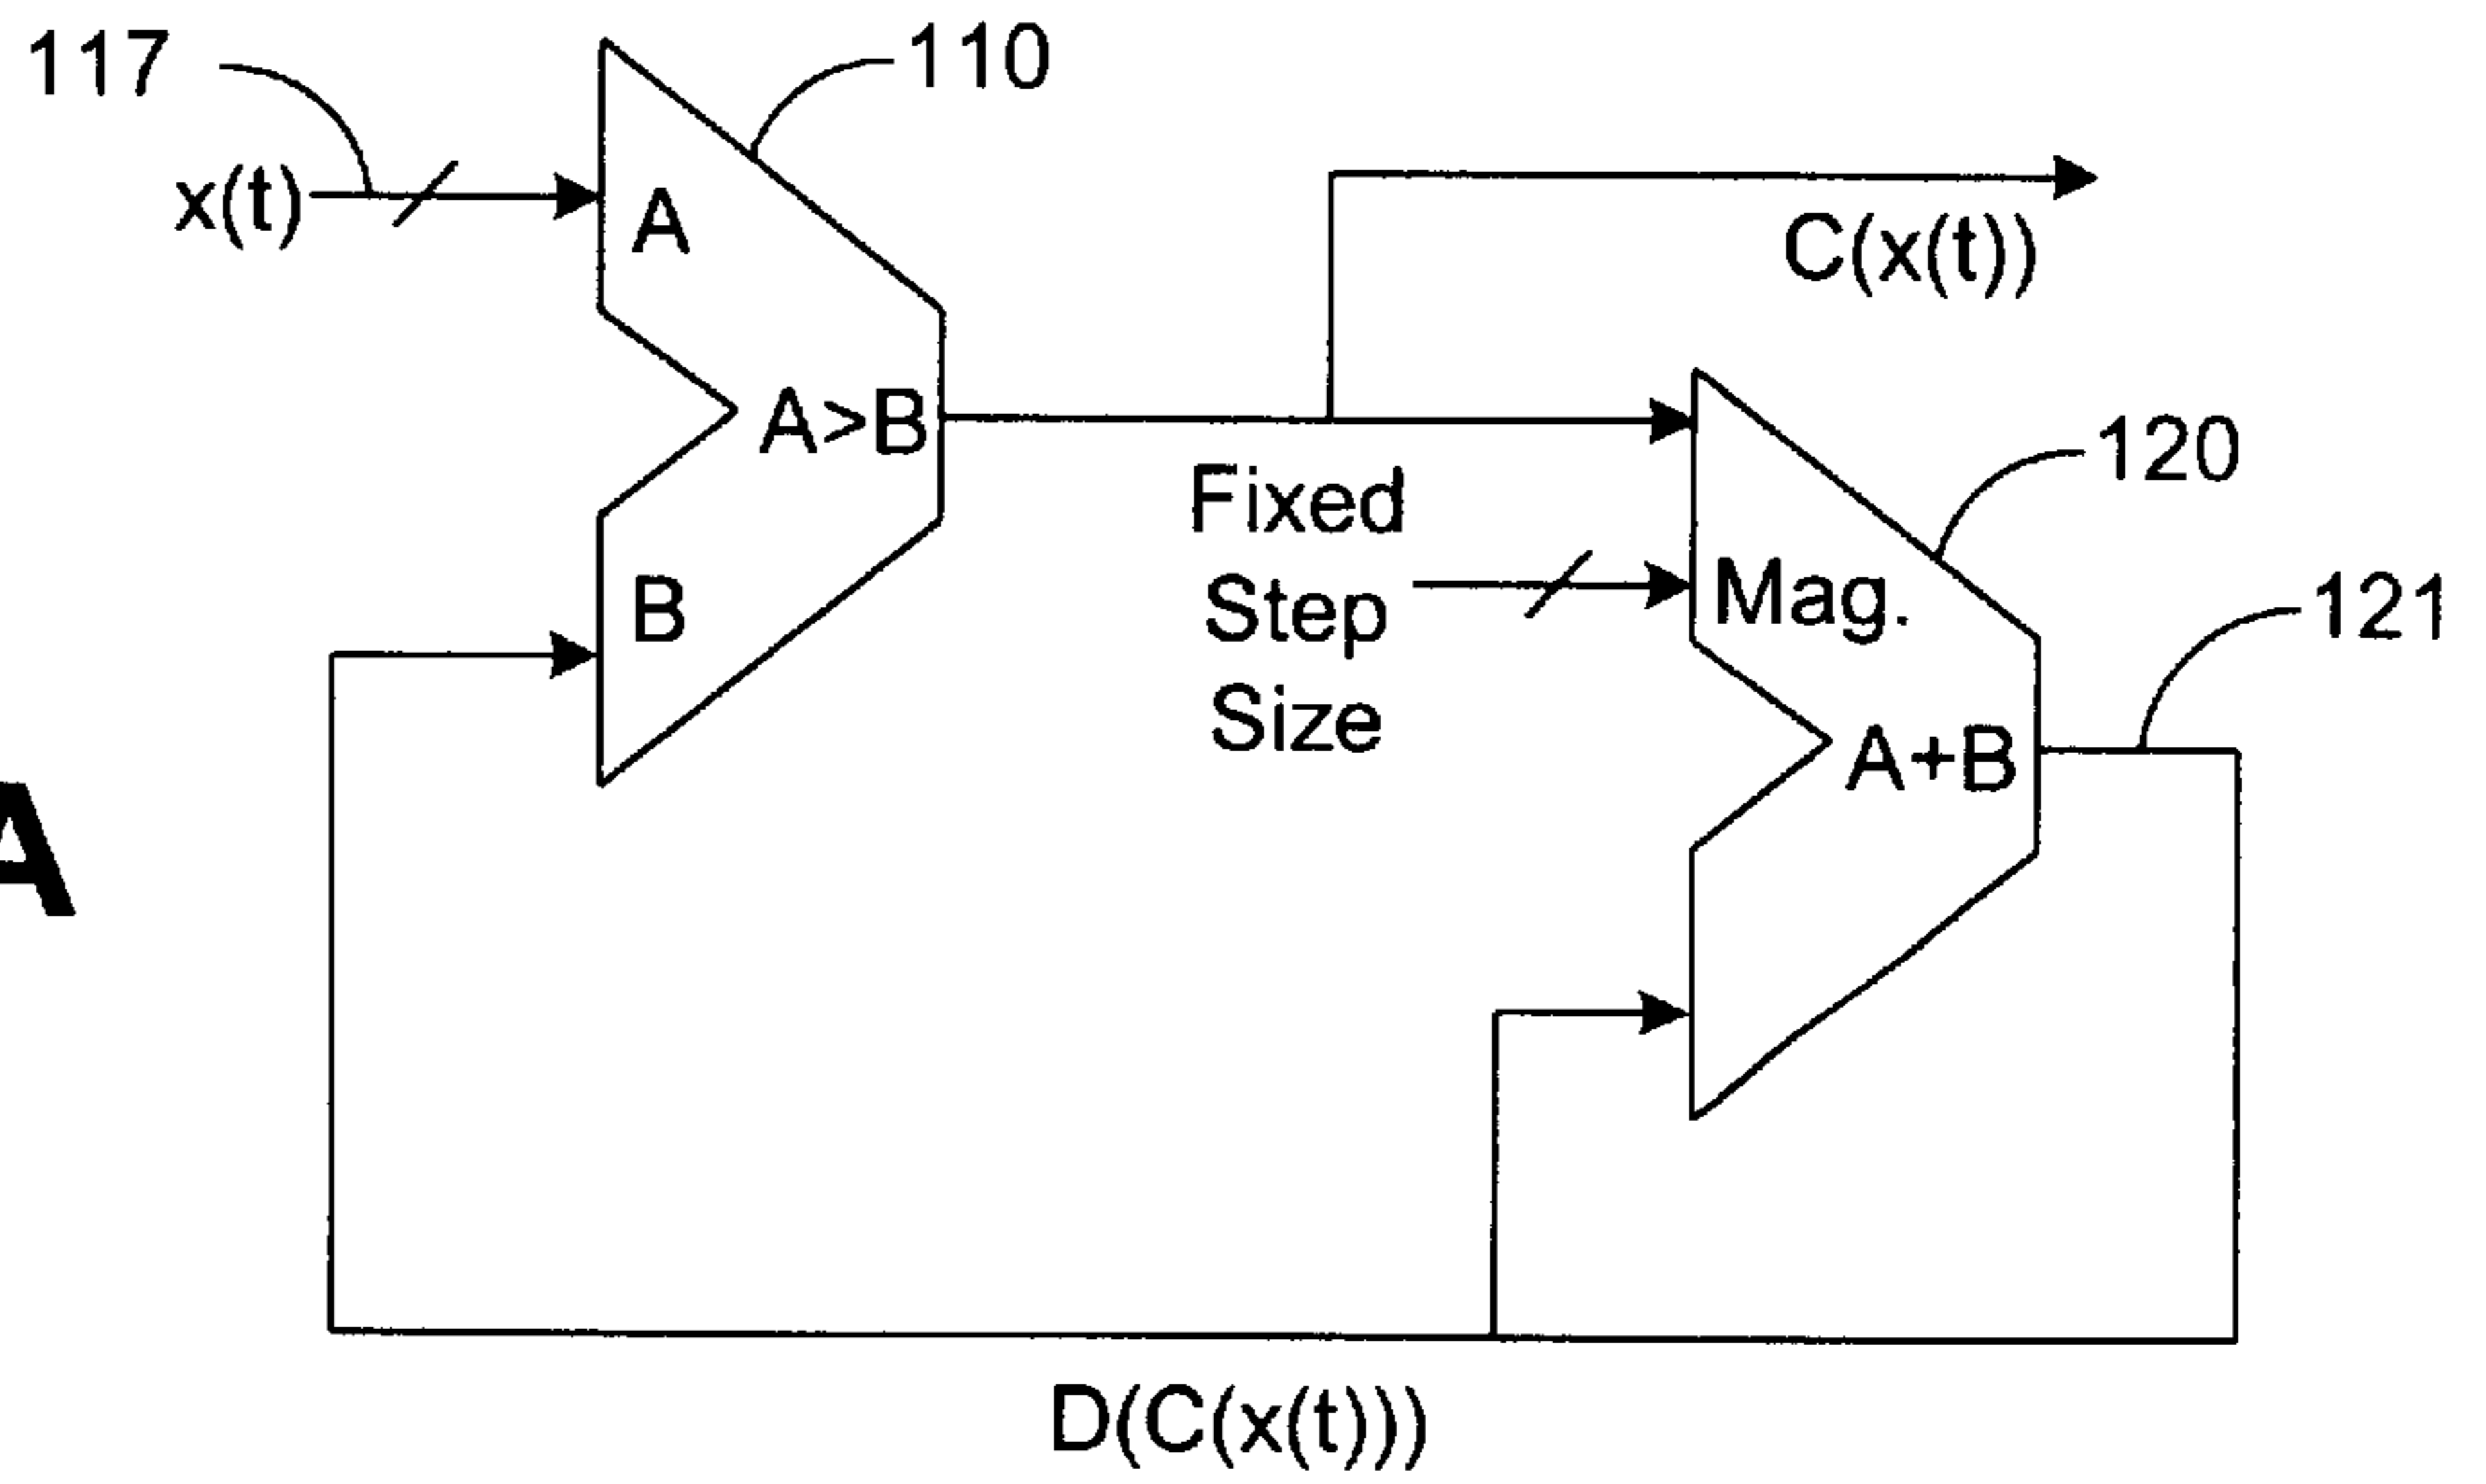 117
110
x(t)
A
C(x(t))
A>B
120
Fixed
Step
Size
Mag.
B
121
A+B
A
D(C(x(t)))